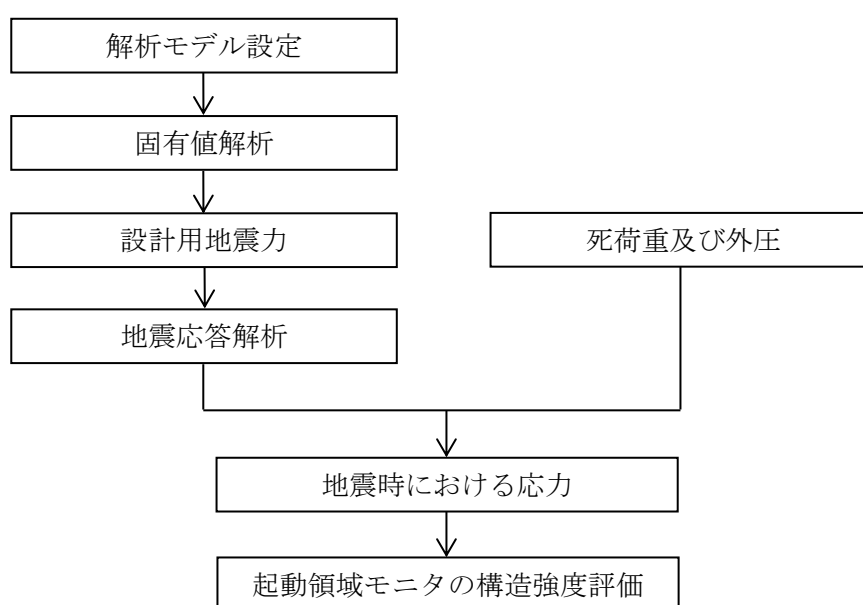 解析モデル設定
固有値解析
設計用地震力
死荷重及び外圧
地震応答解析
地震時における応力
起動領域モニタの構造強度評価